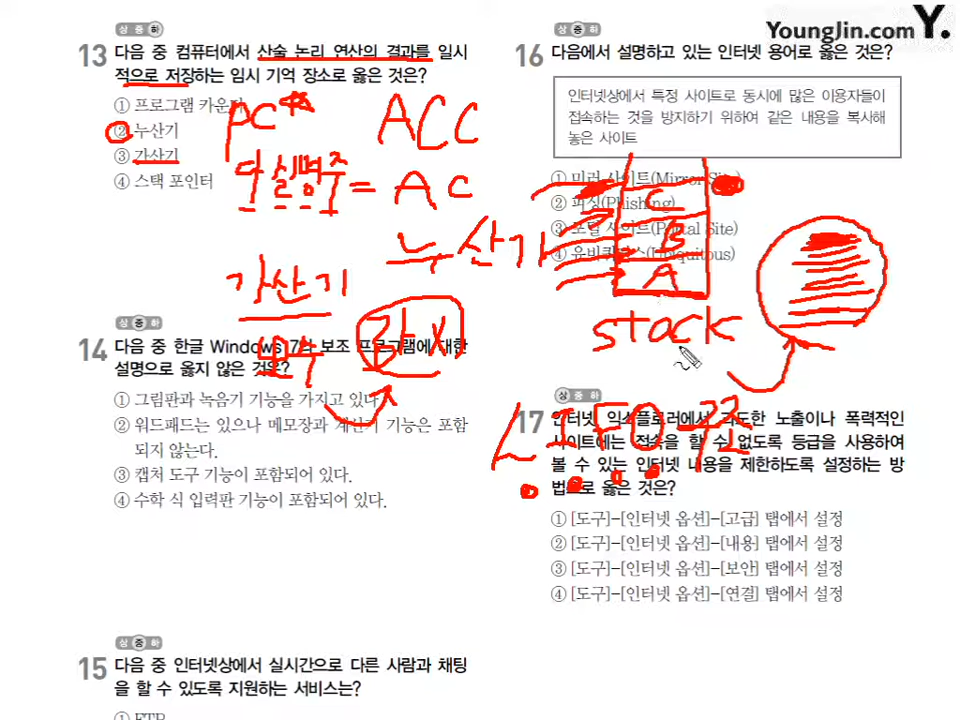 YoungJin.com Y.
상 중 하
13 다음 중 컴퓨터에서 산술 논리 연산의 결과를 일시
적으로 저장하는 임시 기억 장소로 옳은 것은?
① 프로그램 카운터
② 누산기
③ 가산기
④ 스택 포인터
PC
ACC
= AC
누산기
가산기
상 중 하
14 다음 중 한글 Windows 7의 보조 프로그램에 대한
설명으로 옳지 않은 것은?
① 그림판과 녹음기 기능을 가지고 있다.
② 워드패드는 있으나 메모장과 계산기 기능은 포함
되지 않는다.
③ 캡처 도구 기능이 포함되어 있다.
④ 수학 식 입력판 기능이 포함되어 있다.
상 중 하
15 다음 중 인터넷상에서 실시간으로 다른 사람과 채팅
을 할 수 있도록 지원하는 서비스는?
① FTP
상 중 하
16 다음에서 설명하고 있는 인터넷 용어로 옳은 것은?
인터넷상에서 특정 사이트로 동시에 많은 이용자들이
접속하는 것을 방지하기 위하여 같은 내용을 복사해
놓은 사이트
① 미러 사이트(Mirror Site)
② 피싱(Phishing)
③ 포털 사이트(Portal Site)
④ 유비쿼터스(Ubiquitous)
C
B
A
stack
LIFO 구조
상 중 하
17 인터넷 익스플로러에서 과도한 노출이나 폭력적인
사이트에는 접속을 할 수 없도록 등급을 사용하여
볼 수 있는 인터넷 내용을 제한하도록 설정하는 방
법으로 옳은 것은?
① [도구]-[인터넷 옵션]-[고급] 탭에서 설정
② [도구]-[인터넷 옵션]-[내용] 탭에서 설정
③ [도구]-[인터넷 옵션]-[보안] 탭에서 설정
④ [도구]-[인터넷 옵션]-[연결] 탭에서 설정